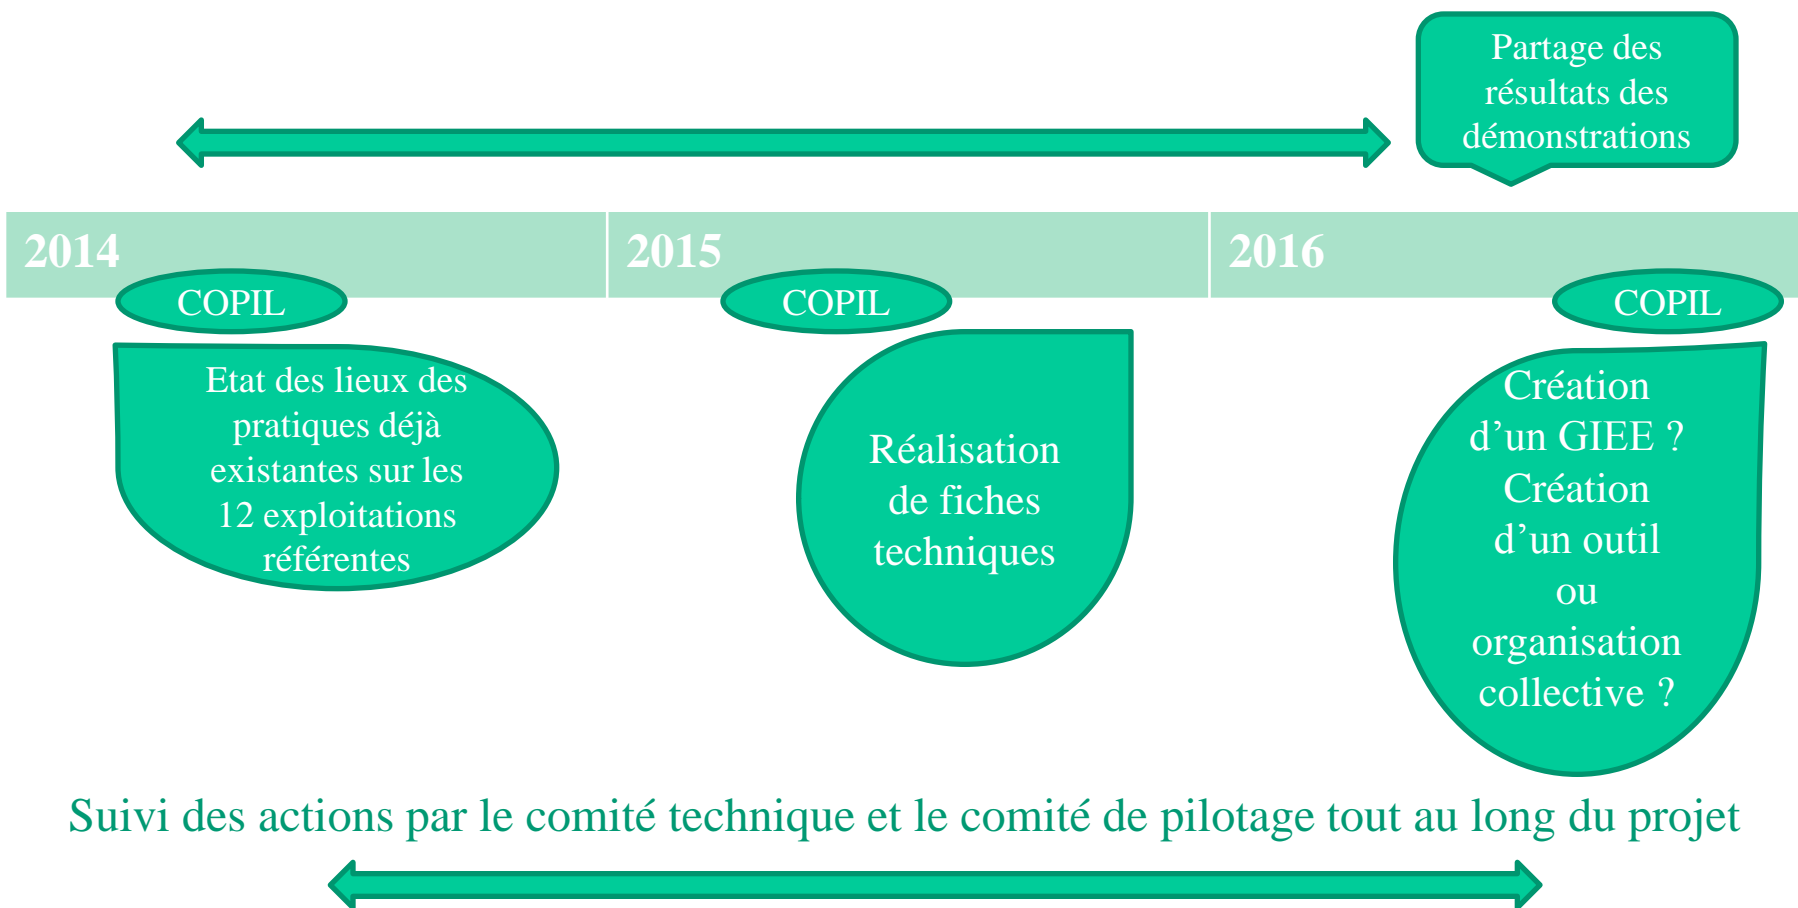 Partage des
résultats des
démonstrations
2014
2015
2016
COPIL
COPIL
COPIL
Etat des lieux des
pratiques déjà
existantes sur les
12 exploitations
référentes
Réalisation
de fiches
techniques
Création
d’un GIEE ?
Création
d’un outil
ou
organisation
collective ?
Suivi des actions par le comité technique et le comité de pilotage tout au long du projet